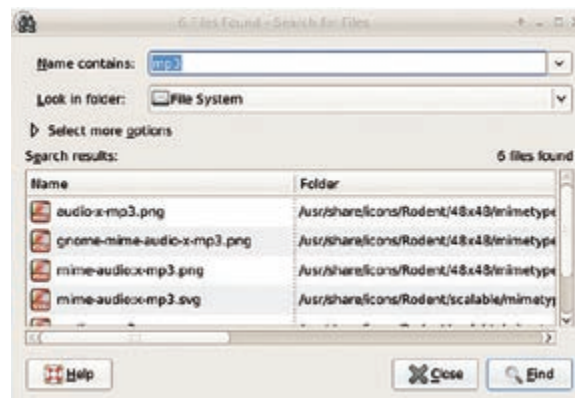 6 Files Found - Search for Files
Name contains: mp3
Look in folder: File System
Select more options
Search results: 6 files found
Name Folder
audio-x-mp3.png /usr/share/icons/Rodent/48x48/mimetype
gnome-mime-audio-x-mp3.png /usr/share/icons/Rodent/48x48/mimetype
mime-audio:x-mp3.png /usr/share/icons/Rodent/48x48/mimetype
mime-audio:x-mp3.svg /usr/share/icons/Rodent/scalable/mimetyp
Help Close Find